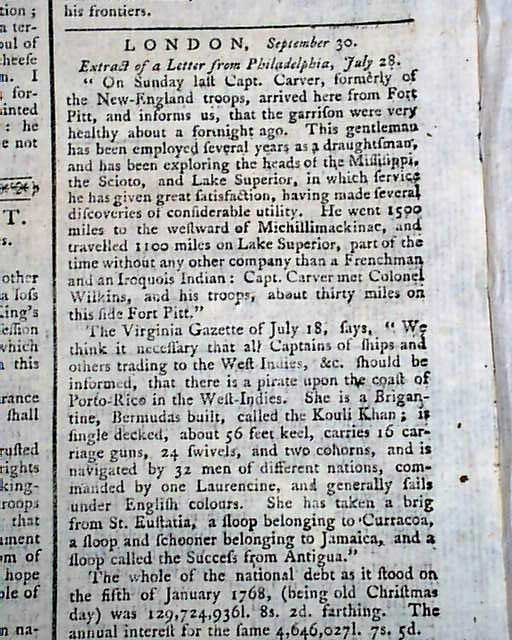 his frontiers.
LONDON, September 30.
Extract of a Letter from Philadelphia, July 28.
“ On Sunday laſt Capt. Carver, formerly of
the New-England troops, arrived here from Fort
Pitt, and informs us, that the garriſon were very
healthy about a fortnight ago. This gentleman
has been employed ſeveral years as a draughtſman,
and has been exploring the heads of the Miſſiſippi,
the Scioto, and Lake Superior, in which ſervice
he has given great ſatisfaction, having made ſeveral
diſcoveries of conſiderable utility. He went 1500
miles to the weſtward of Michillimackinac, and
travelled 1100 miles on Lake Superior, part of the
time without any other company than a Frenchman
and an Iroquois Indian: Capt. Carver met Colonel
Wilkins, and his troops, about thirty miles on
this ſide Fort Pitt.”
The Virginia Gazette of July 18, ſays, “ We
think it neceſſary that all Captains of ſhips and
others trading to the Weſt Indies, &c. ſhould be
informed, that there is a pirate upon the coaſt of
Porto-Rico in the Weſt-Indies. She is a Brigan-
tine, Bermudas built, called the Kouli Khan; is
ſingle decked, about 56 feet keel, carries 16 car-
riage guns, 24 ſwivels, and two cohorns, and is
navigated by 32 men of different nations, com-
manded by one Laurencine, and generally ſails
under Engliſh colours. She has taken a brig
from St. Euſtatia, a ſloop belonging to Curracoa,
a ſloop and ſchooner belonging to Jamaica, and a
ſloop called the Succeſs from Antigua.”
The whole of the national debt as it ſtood on
the fifth of January 1768, (being old Chriſtmas
day) was 129,724,936l. 8s. 2d. farthing. The
annual intereſt for the ſame 4,646,027l. 7s. 5d.